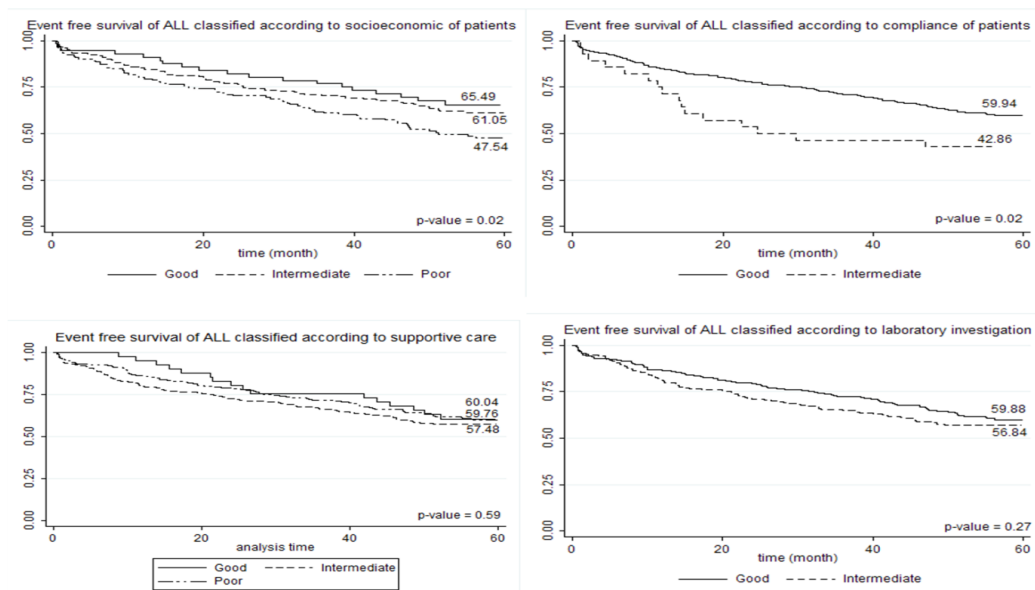 Event free survival of ALL classified according to socioeconomic of patients
1.00
0.75
0.50
0.25
0.00
65.49
61.05
47.54
p-value = 0.02
0 20 40 60
time (month)
Good Intermediate Poor
Event free survival of ALL classified according to compliance of patients
1.00
0.75
0.50
0.25
0.00
59.94
42.86
p-value = 0.02
0 20 40 60
time (month)
Good Intermediate
Event free survival of ALL classified according to supportive care
1.00
0.75
0.50
0.25
0.00
60.04
59.76
57.48
p-value = 0.59
0 20 40 60
analysis time
Good Intermediate
Poor
Event free survival of ALL classified according to laboratory investigation
1.00
0.75
0.50
0.25
0.00
59.88
56.84
p-value = 0.27
0 20 40 60
time (month)
Good Intermediate